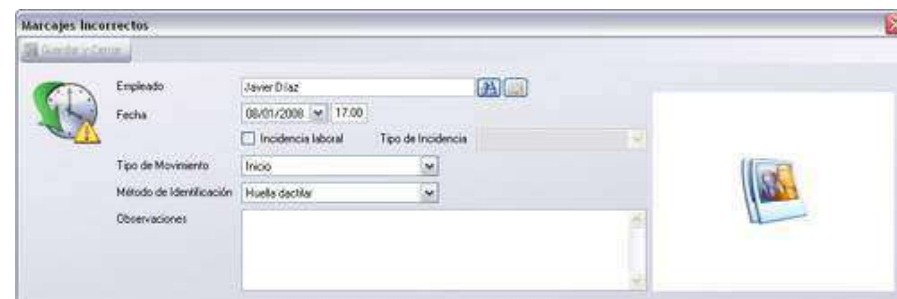 Marcajes Incorrectos
Guardar y Cerrar
Empleado Javier Díaz
Fecha 08/01/2008 17:00
Incidencia laboral Tipo de Incidencia
Tipo de Movimiento Inicio
Método de Identificación Huella dactilar
Observaciones